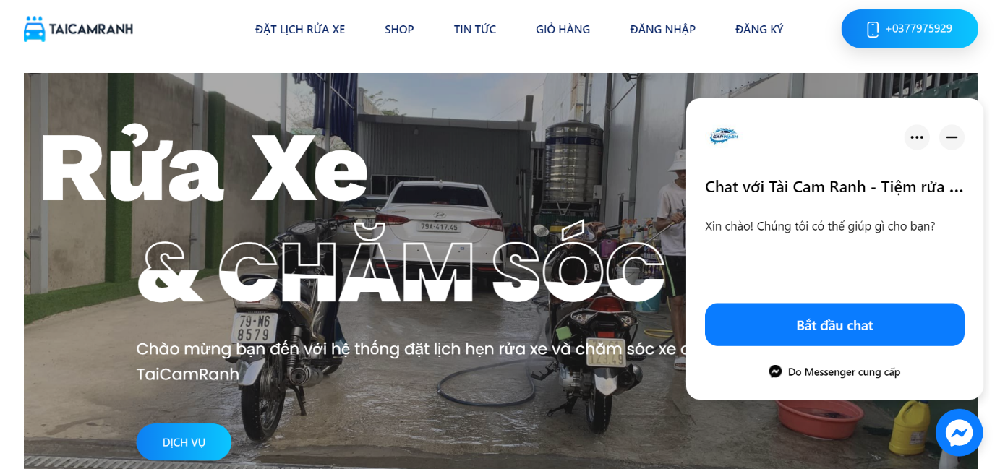 TAICAMRANH
ĐẶT LỊCH RỬA XE
SHOP
TIN TỨC
GIỎ HÀNG
ĐĂNG NHẬP
ĐĂNG KÝ
+0377975929
Rửa Xe
& CHĂM SÓC
Chào mừng bạn đến với hệ thống đặt lịch hẹn rửa xe và chăm sóc xe
TaiCamRanh
DỊCH VỤ
CARWASH
Chat với Tài Cam Ranh - Tiệm rửa ...
Xin chào! Chúng tôi có thể giúp gì cho bạn?
Bắt đầu chat
Do Messenger cung cấp
79A-417.45
79-N6
8579